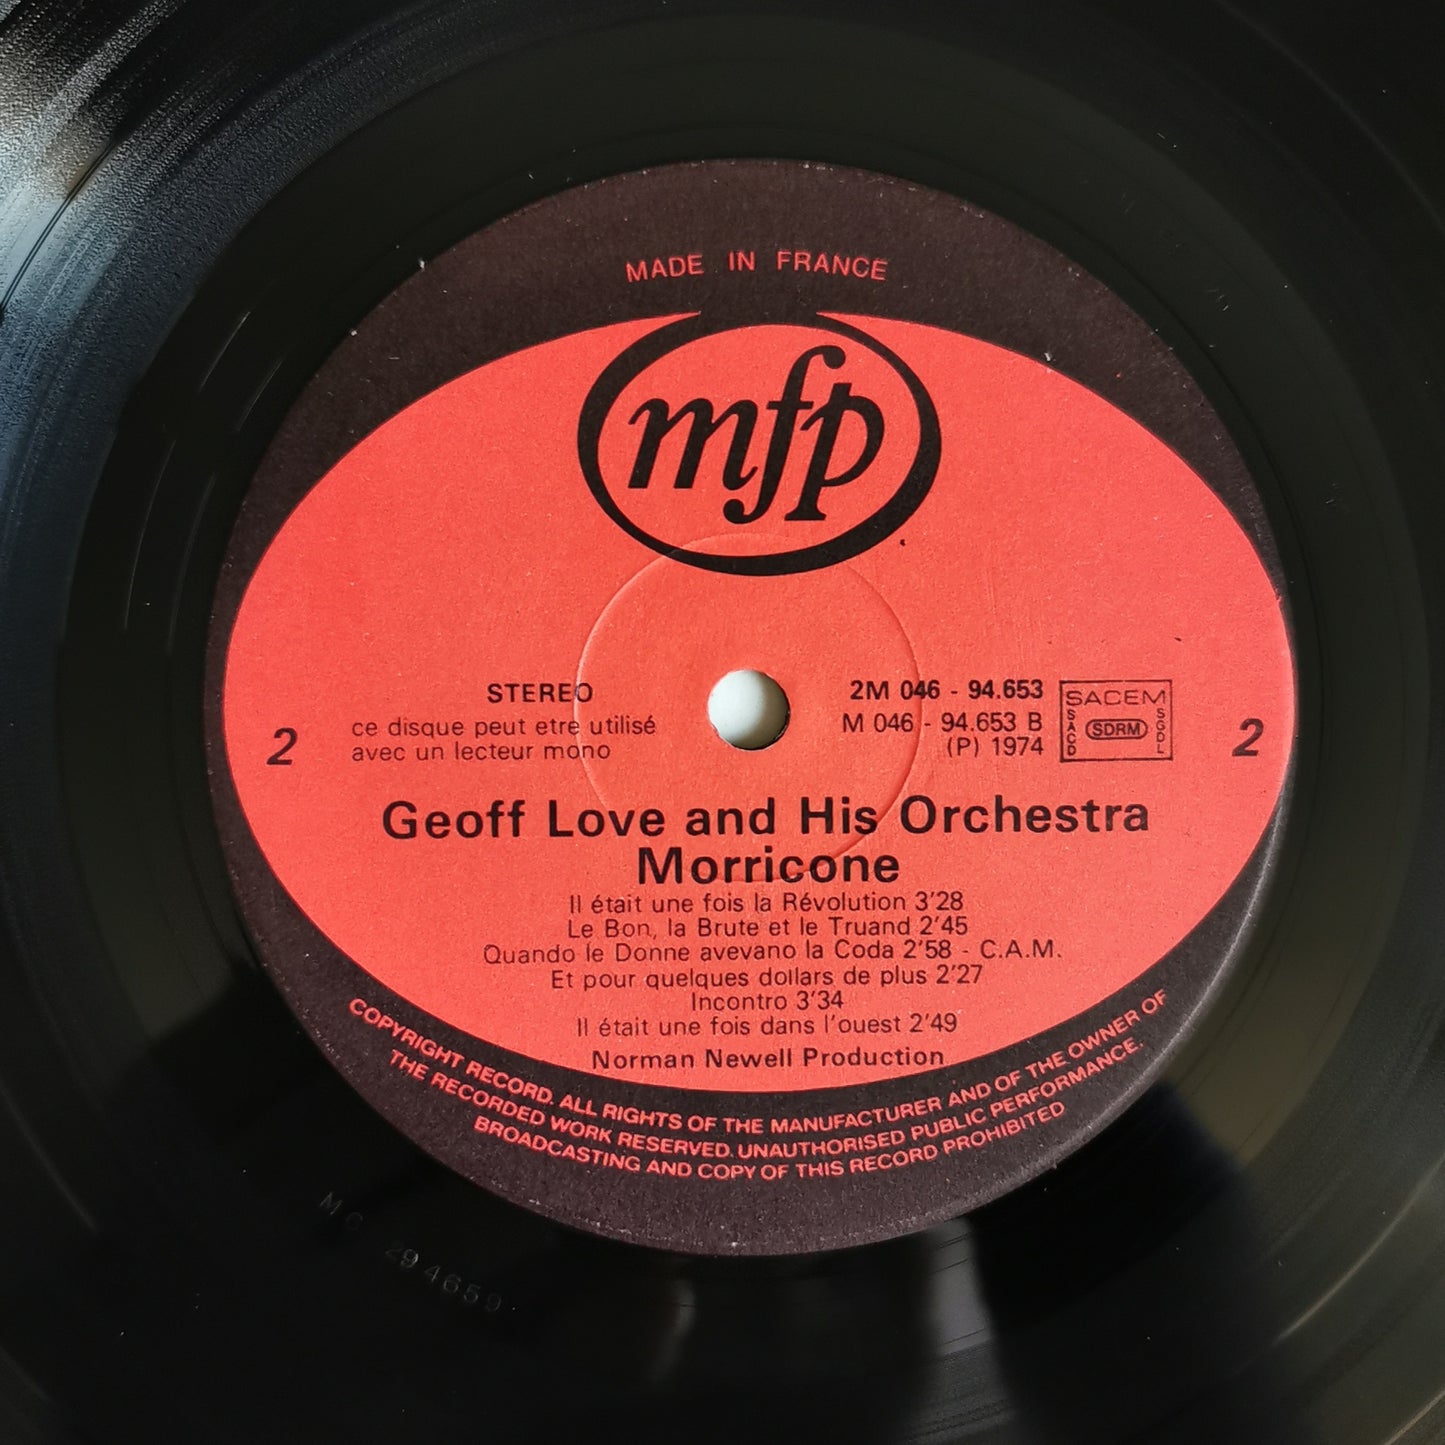 MADE IN FRANCE
mfp
STEREO
ce disque peut etre utilisé
avec un lecteur mono
2
2M 046 - 94.653
M 046 - 94.653 B
(P) 1974
SACEM
SACD
SDRM
SGDL
2
Geoff Love and His Orchestra
Morricone
Il était une fois la Révolution 3'28
Le Bon, la Brute et le Truand 2'45
Quando le Donne avevano la Coda 2'58 - C.A.M.
Et pour quelques dollars de plus 2'27
Incontro 3'34
Il était une fois dans l'ouest 2'49
Norman Newell Production
COPYRIGHT RECORD. ALL RIGHTS OF THE MANUFACTURER AND OF THE OWNER OF
THE RECORDED WORK RESERVED. UNAUTHORISED PUBLIC PERFORMANCE.
BROADCASTING AND COPY OF THIS RECORD PROHIBITED